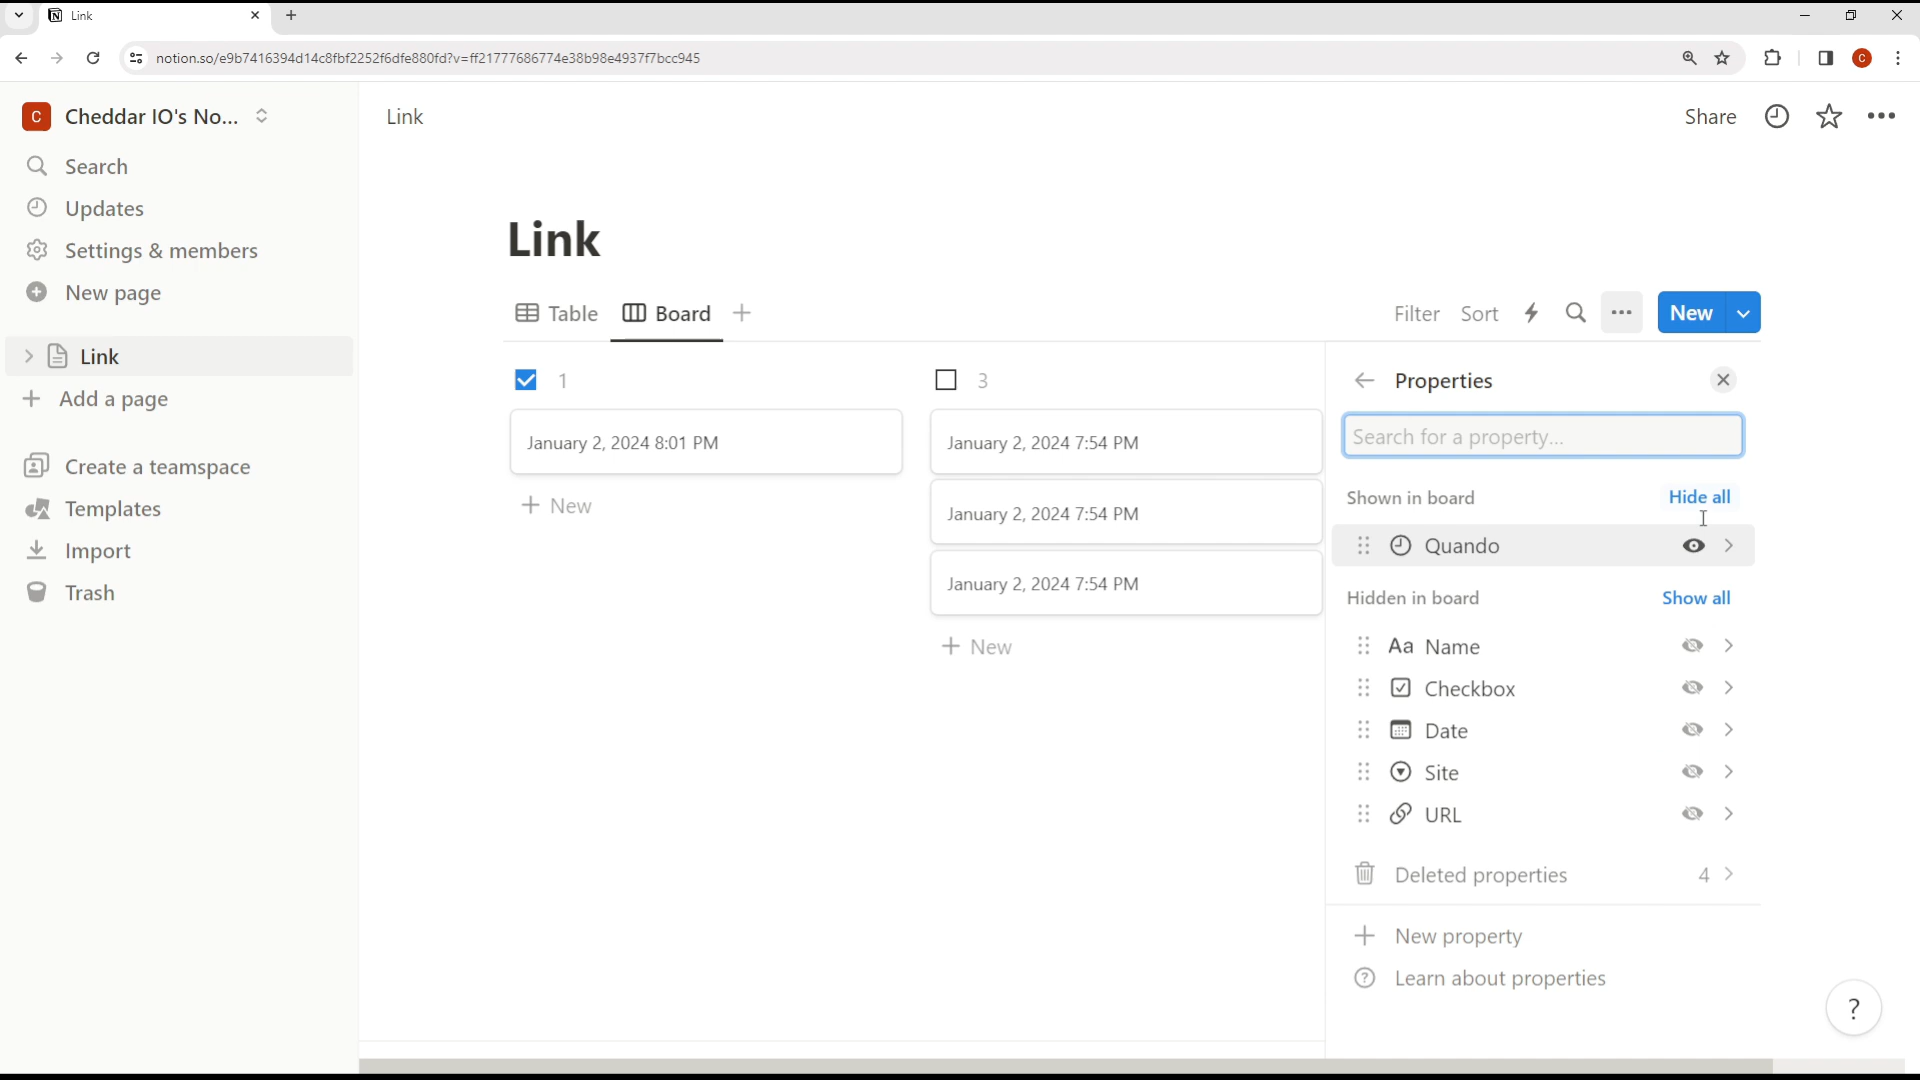 Link
notion.so/e9b7416394d14c8fbf2252f6dfe880fd?v=ff21777686774e38b98e4937f7bcc945
C
C Cheddar IO's No...
Link
Share
Search
Updates
Settings & members
New page
Link
Add a page
Create a teamspace
Templates
Import
Trash
Link
Table Board
Filter Sort New
1
January 2, 2024 8:01 PM
New
3
January 2, 2024 7:54 PM
January 2, 2024 7:54 PM
January 2, 2024 7:54 PM
New
Properties
Search for a property...
Shown in board Hide all
Quando
Hidden in board Show all
Aa Name
Checkbox
Date
Site
URL
Deleted properties 4
New property
Learn about properties
?